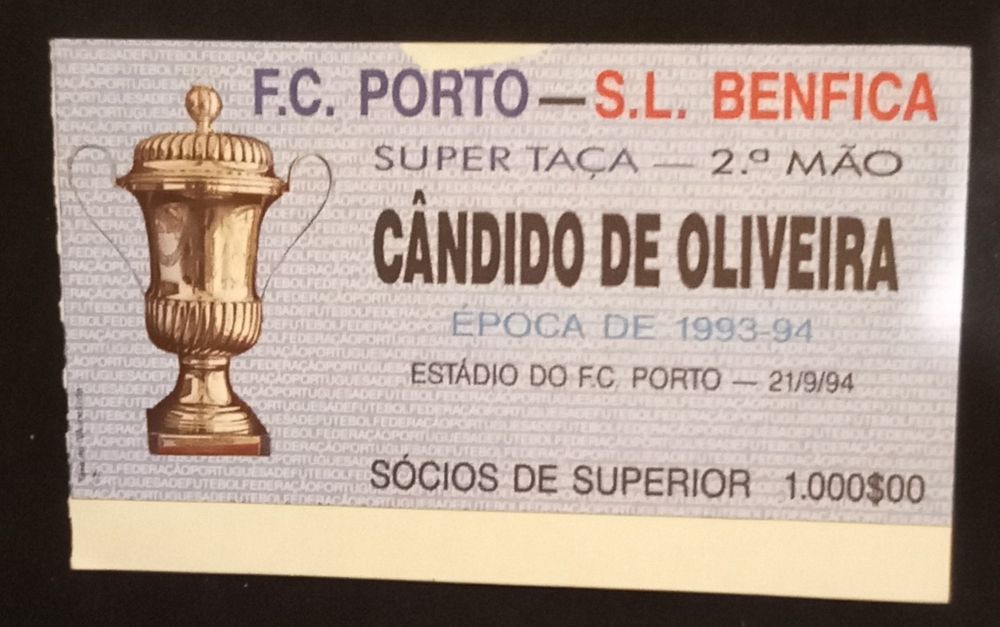 F.C. PORTO — S.L. BENFICA
SUPER TAÇA — 2.ª MÃO
CÂNDIDO DE OLIVEIRA
ÉPOCA DE 1993-94
ESTÁDIO DO F.C. PORTO — 21/9/94
SÓCIOS DE SUPERIOR 1.000$00